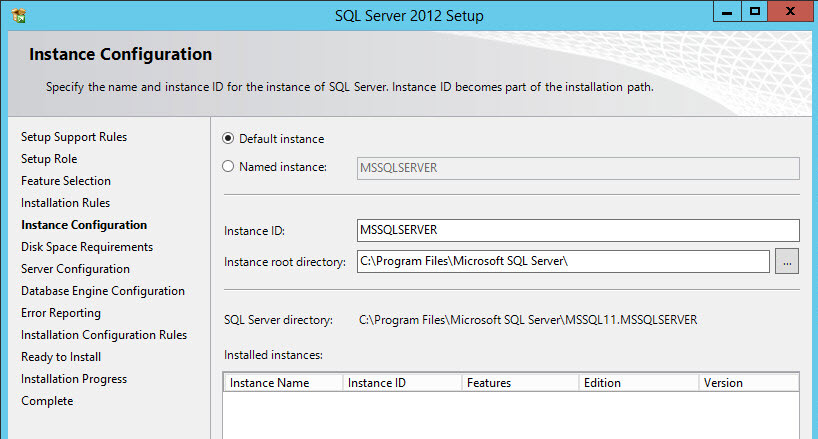 SQL Server 2012 Setup
Instance Configuration
Specify the name and instance ID for the instance of SQL Server. Instance ID becomes part of the installation path.
Setup Support Rules
Setup Role
Feature Selection
Installation Rules
Instance Configuration
Disk Space Requirements
Server Configuration
Database Engine Configuration
Error Reporting
Installation Configuration Rules
Ready to Install
Installation Progress
Complete
Default instance
Named instance: MSSQLSERVER
Instance ID: MSSQLSERVER
Instance root directory: C:\Program Files\Microsoft SQL Server\ ...
SQL Server directory: C:\Program Files\Microsoft SQL Server\MSSQL11.MSSQLSERVER
Installed instances:
Instance Name Instance ID Features Edition Version